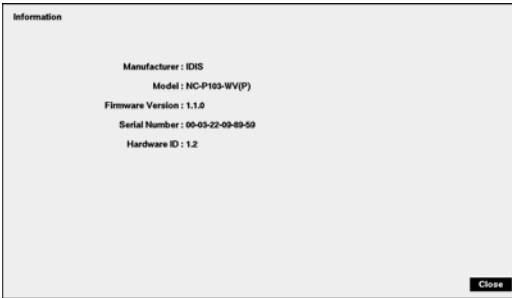 Information
Manufacturer : IDIS
Model : NC-P103-WV(P)
Firmware Version : 1.1.0
Serial Number : 00-03-22-09-89-59
Hardware ID : 1.2
Close